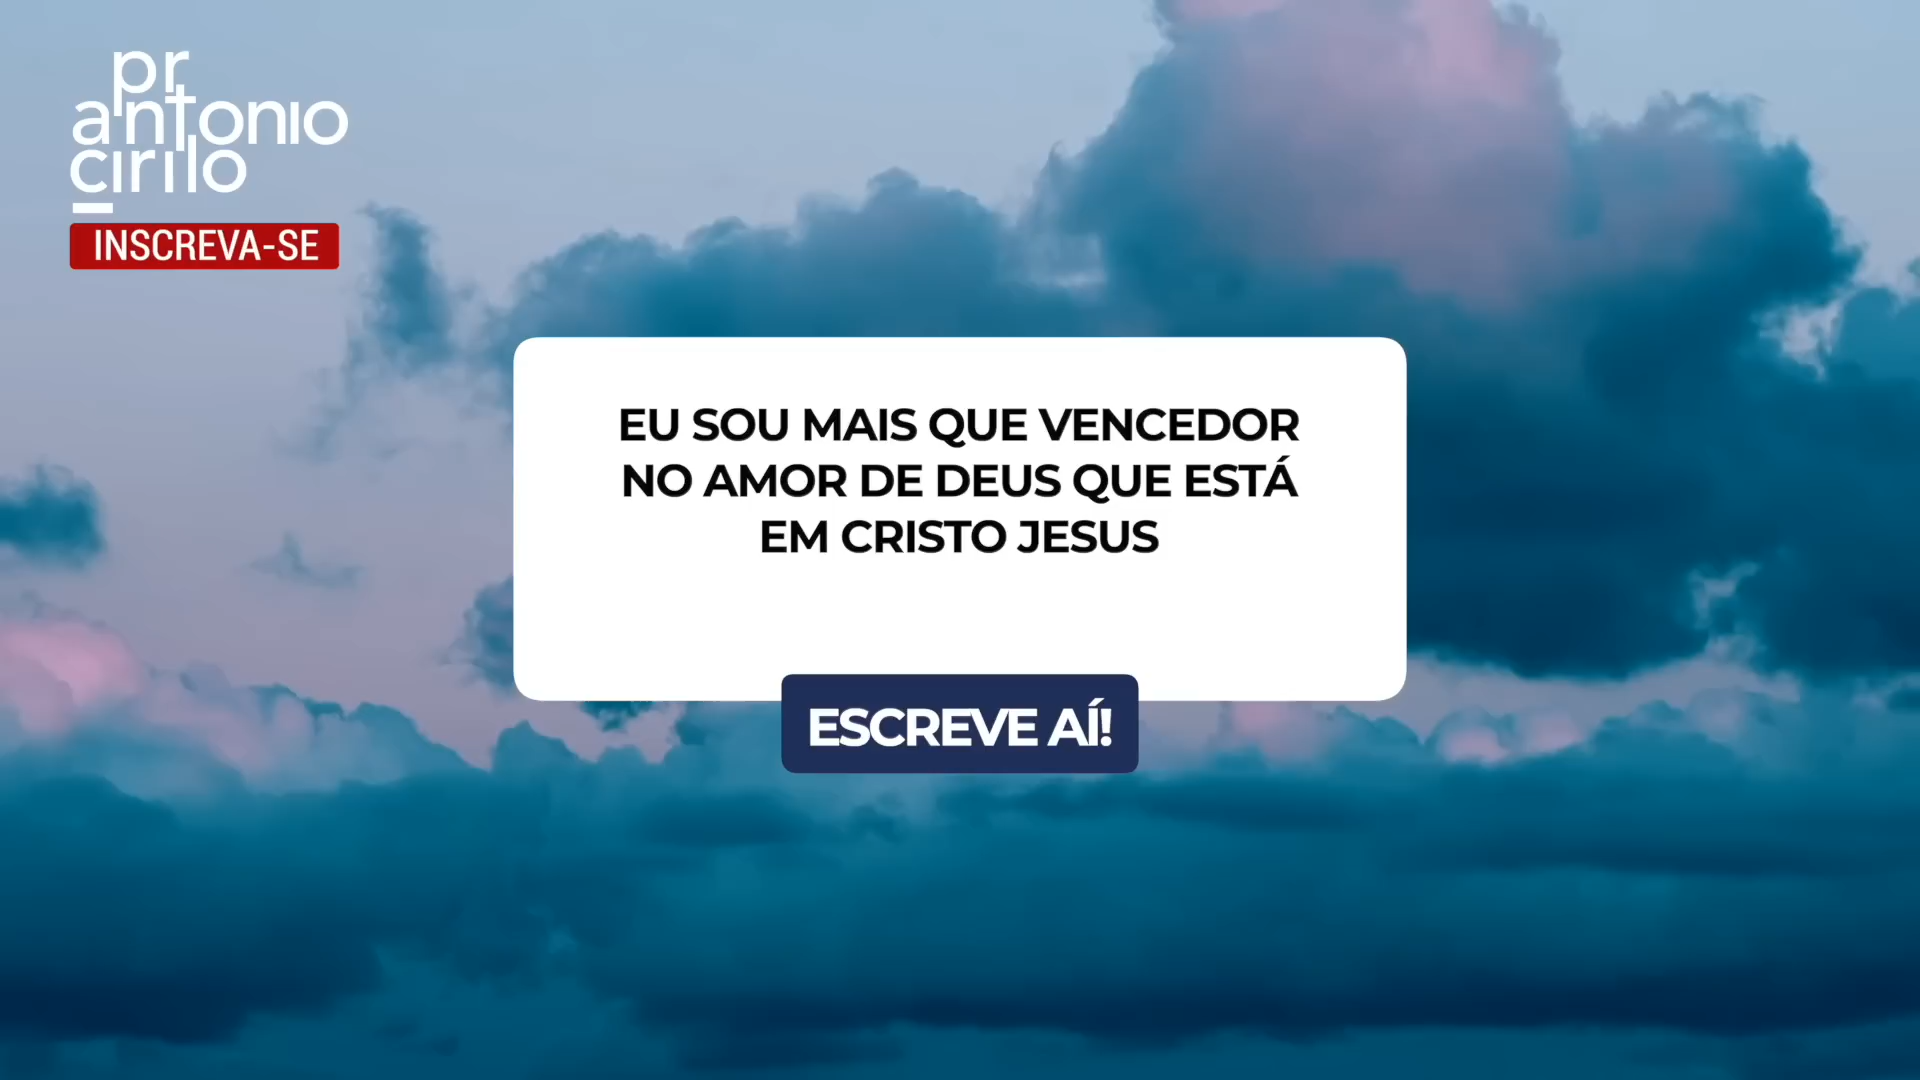 pr
antonio
cirilo
INSCREVA-SE
EU SOU MAIS QUE VENCEDOR
NO AMOR DE DEUS QUE ESTÁ
EM CRISTO JESUS
ESCREVE AÍ!